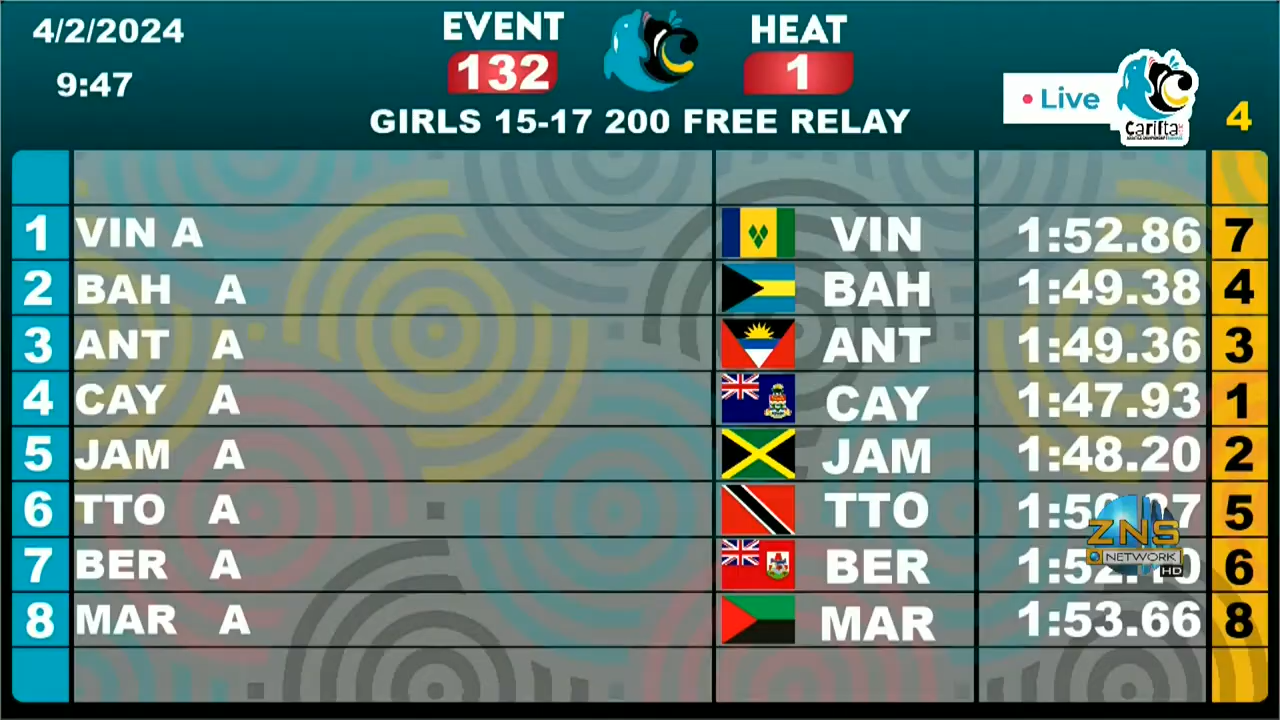 4/2/2024
9:47
EVENT
132
HEAT
1
GIRLS 15-17 200 FREE RELAY
Live
Carifta
4
1 VIN A VIN 1:52.86 7
2 BAH A BAH 1:49.38 4
3 ANT A ANT 1:49.36 3
4 CAY A CAY 1:47.93 1
5 JAM A JAM 1:48.20 2
6 TTO A TTO 5
7 BER A BER 6
8 MAR A MAR 1:53.66 8
ZNS
NETWORK
HD